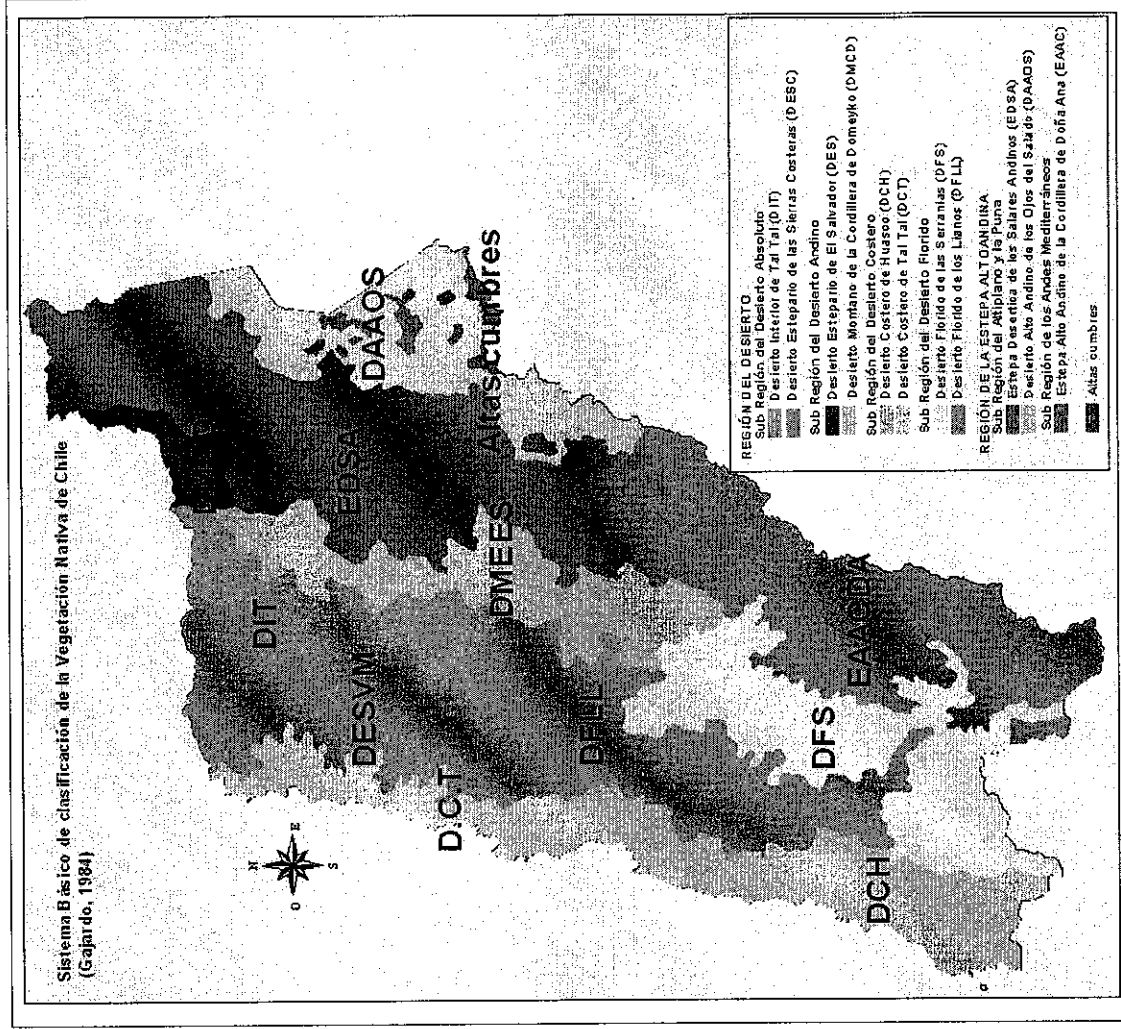 Sistema Básico de clasificación de la Vegetación Nativa de Chile
(Gajardo, 1984)
N
O
E
S
DIT
DESVM
D.C.T
DFLL
DCH
DFS
EDSA
DMEES
DAAOS
Altas cumbres
REGIÓN DEL DESIERTO
Sub Región del Desierto Absoluto
Desierto Interior de Tal Tal (DIT)
Desierto Estepario de las Sierras Costeras (DESC)
Sub Región del Desierto Andino
Desierto Estepario de El Salvador (DES)
Desierto Montano de la Cordillera de Domeyko (DMCD)
Sub Región del Desierto Costero
Desierto Costero de Huasco (DCH)
Desierto Costero de Tal Tal (DCT)
Sub Región del Desierto Florido
Desierto Florido de las Serranías (DFS)
Desierto Florido de los Llanos (DFLL)
REGIÓN DE LA ESTEPA ALTOANDINA
Sub Región del Altiplano y la Puna
Estepa Desértica de los Salares Andinos (EDSA)
Desierto Alto Andino de los Ojos del Salado (DAAOS)
Sub Región de los Andes Mediterráneos
Estepa Alto Andino de la Cordillera de Doña Ana (EAAC)
Altas cumbres